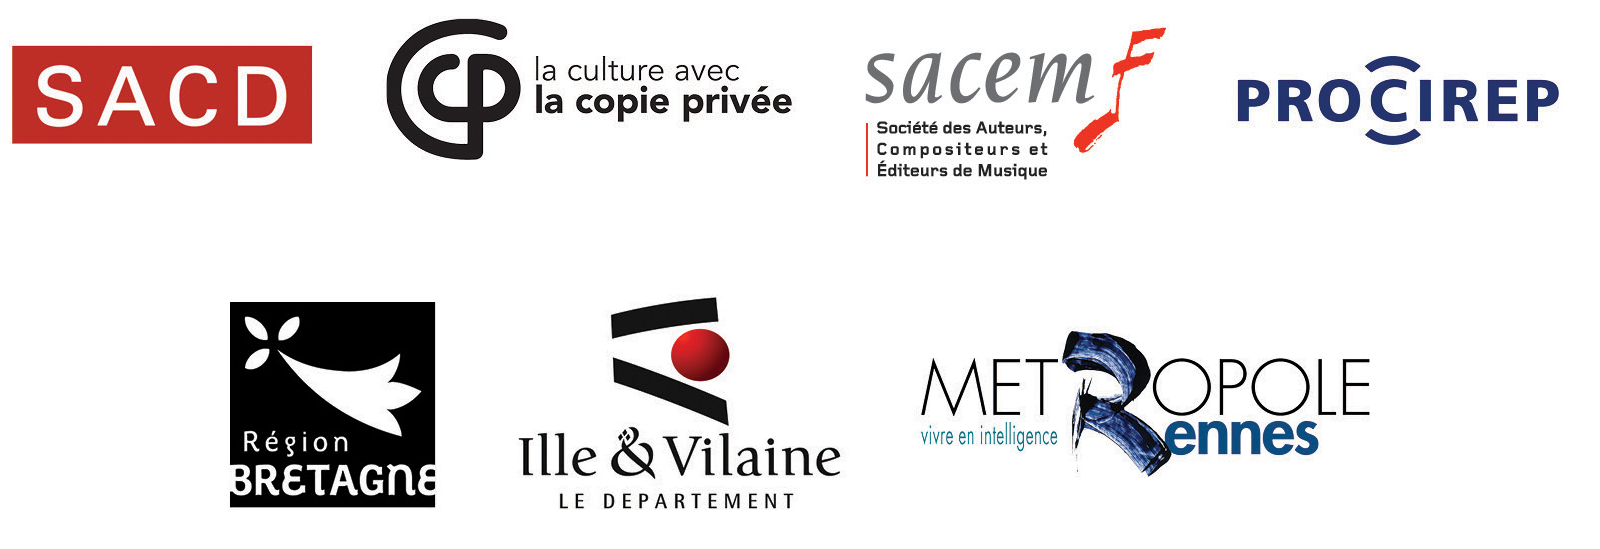 SACD
CP
la culture avec
la copie privée
sacem
Société des Auteurs,
Compositeurs et
Éditeurs de Musique
PROCIREP
Région
BRETAGNE
Ille & Vilaine
LE DEPARTEMENT
METROPOLE
vivre en intelligence
Rennes